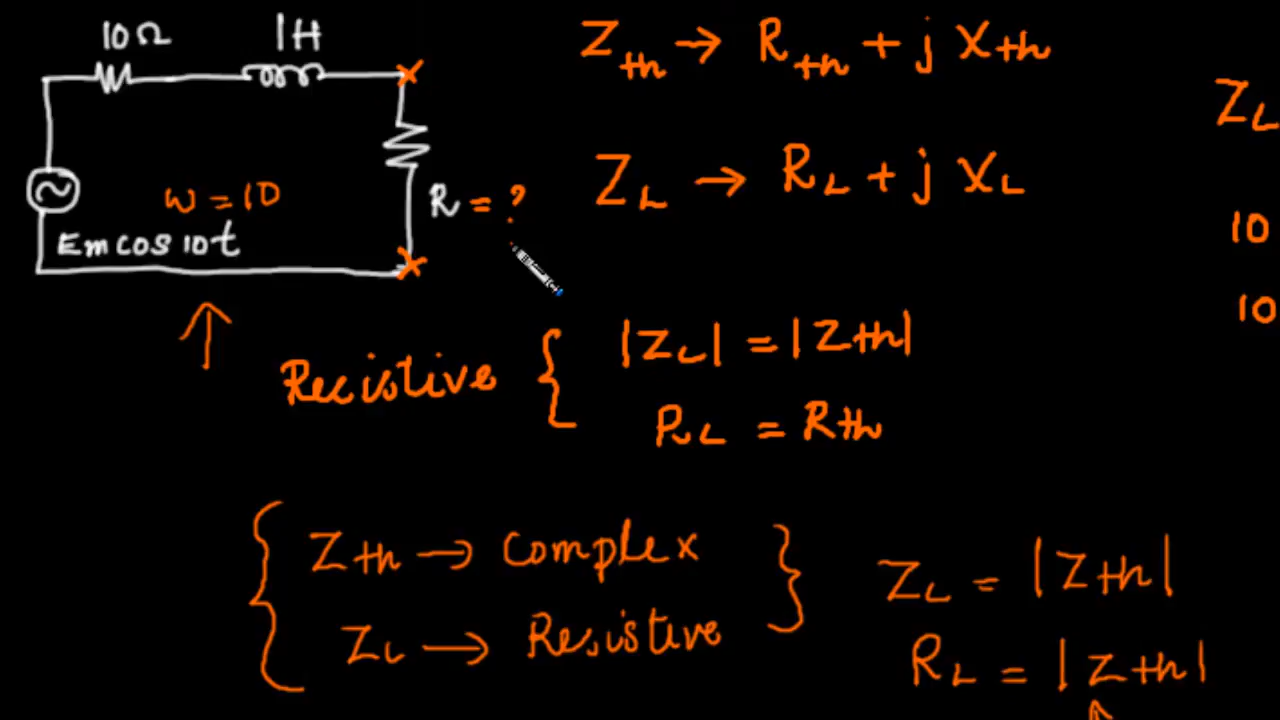 10Ω 1H
Em cos 10t
ω = 10
R = ?
Zth → Rth + j Xth
ZL → RL + j XL
ZL
10
10
Resistive { |ZL| = |Zth|
RL = Rth
{ Zth → Complex }
ZL → Resistive
ZL = |Zth|
RL = |Zth|